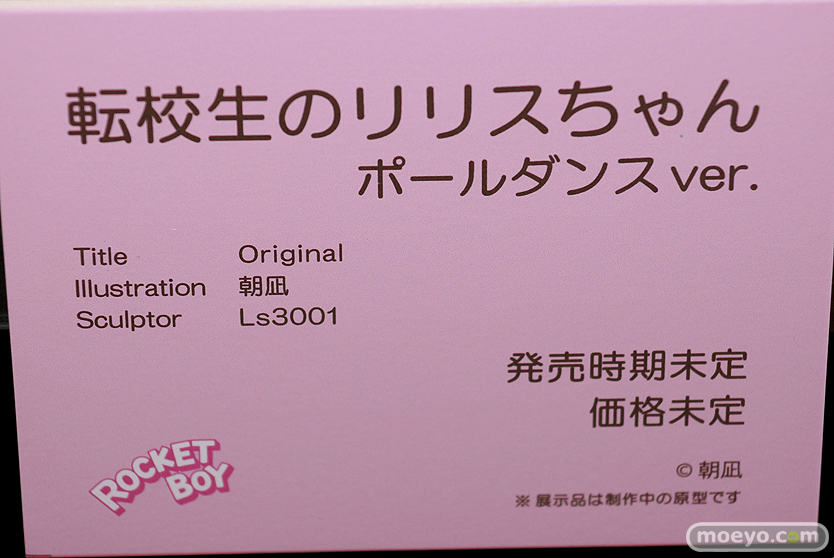 転校生のリリスちゃん
ポールダンスver.
Title Original
Illustration 朝凪
Sculptor Ls3001
発売時期未定
価格未定
© 朝凪
※展示品は制作中の原型です
ROCKET
BOY
moeyo.com